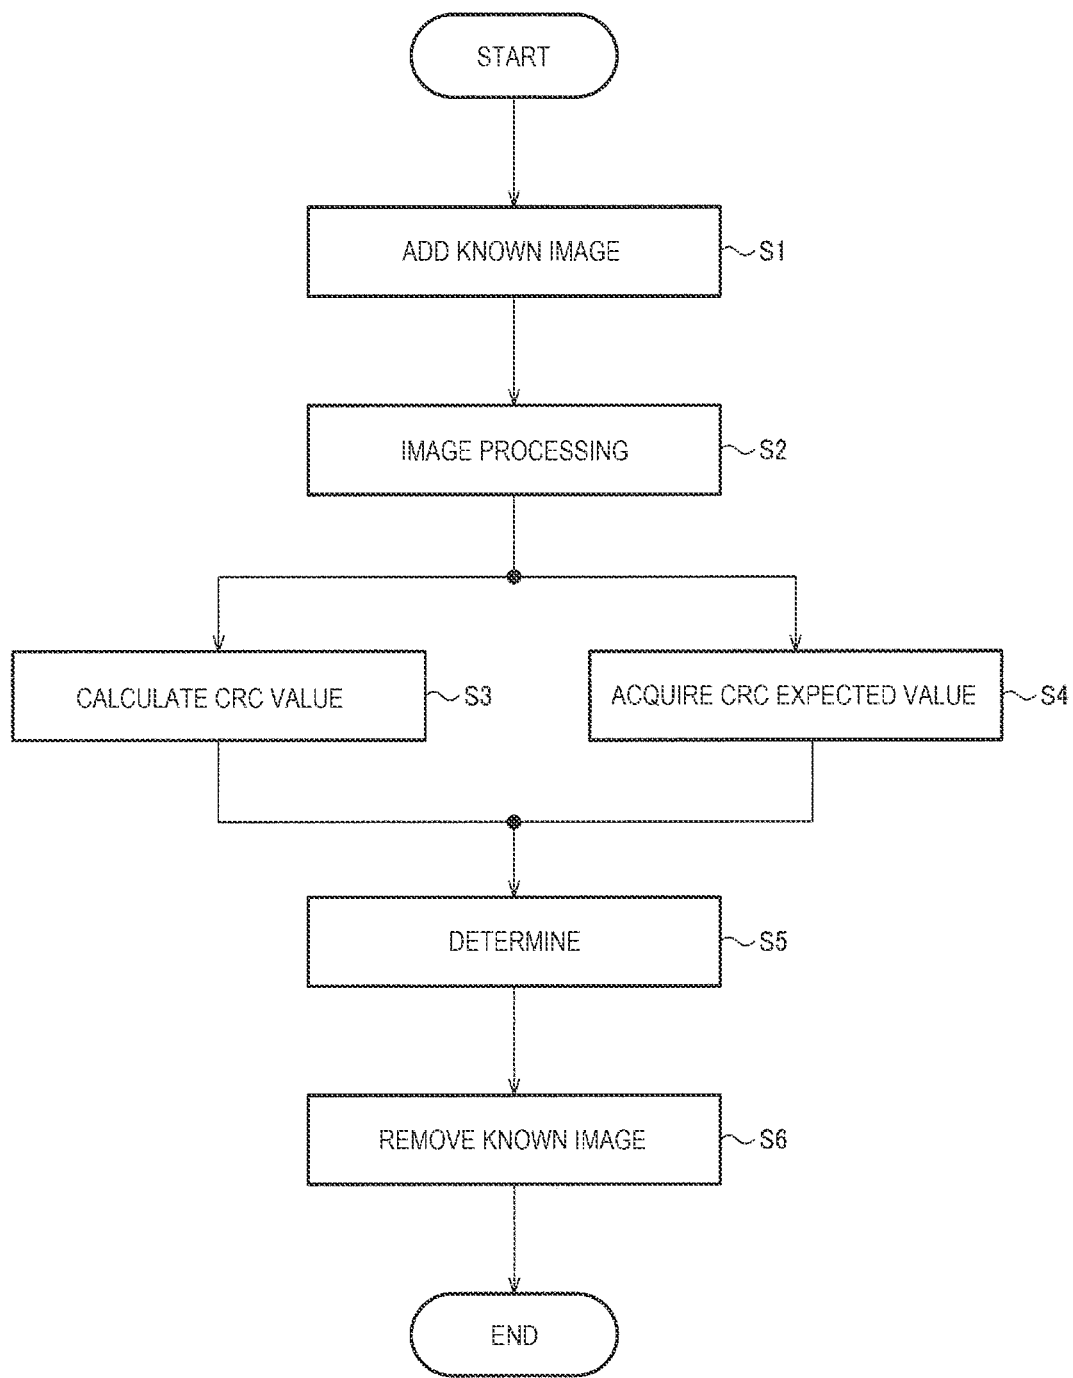 START
ADD KNOWN IMAGE
S1
IMAGE PROCESSING
S2
CALCULATE CRC VALUE
S3
ACQUIRE CRC EXPECTED VALUE
S4
DETERMINE
S5
REMOVE KNOWN IMAGE
S6
END